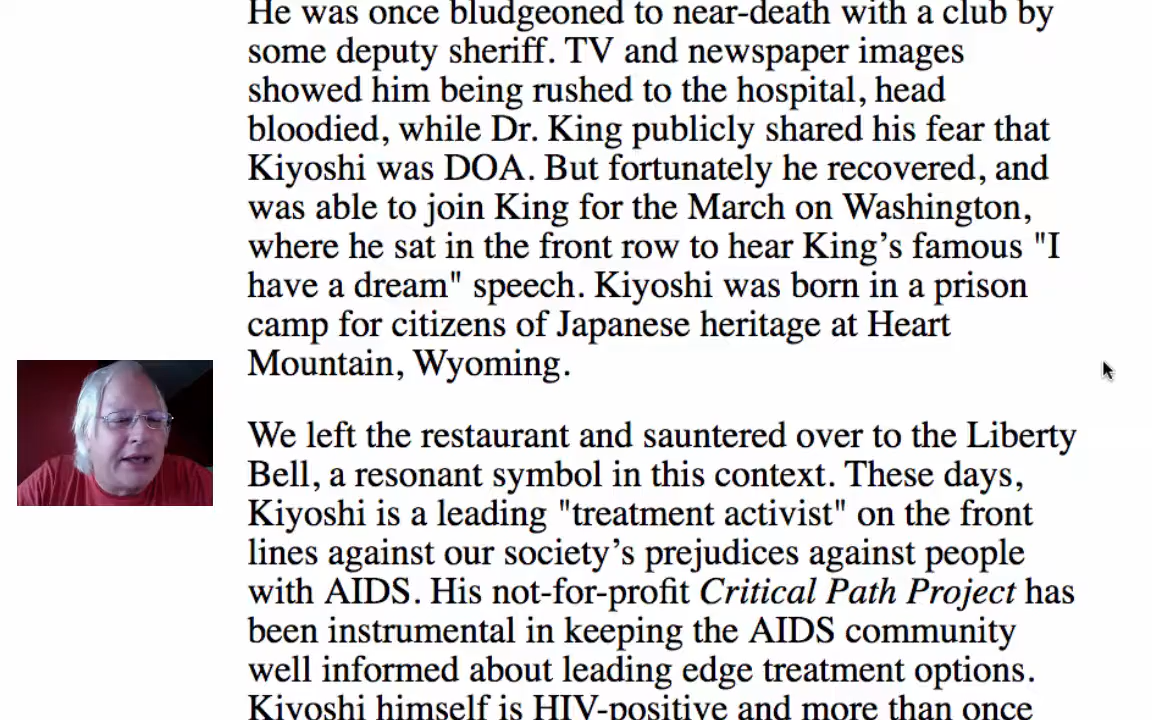 He was once bludgeoned to near-death with a club by
some deputy sheriff. TV and newspaper images
showed him being rushed to the hospital, head
bloodied, while Dr. King publicly shared his fear that
Kiyoshi was DOA. But fortunately he recovered, and
was able to join King for the March on Washington,
where he sat in the front row to hear King’s famous "I
have a dream" speech. Kiyoshi was born in a prison
camp for citizens of Japanese heritage at Heart
Mountain, Wyoming.
We left the restaurant and sauntered over to the Liberty
Bell, a resonant symbol in this context. These days,
Kiyoshi is a leading "treatment activist" on the front
lines against our society’s prejudices against people
with AIDS. His not-for-profit Critical Path Project has
been instrumental in keeping the AIDS community
well informed about leading edge treatment options.
Kiyoshi himself is HIV-positive and more than once